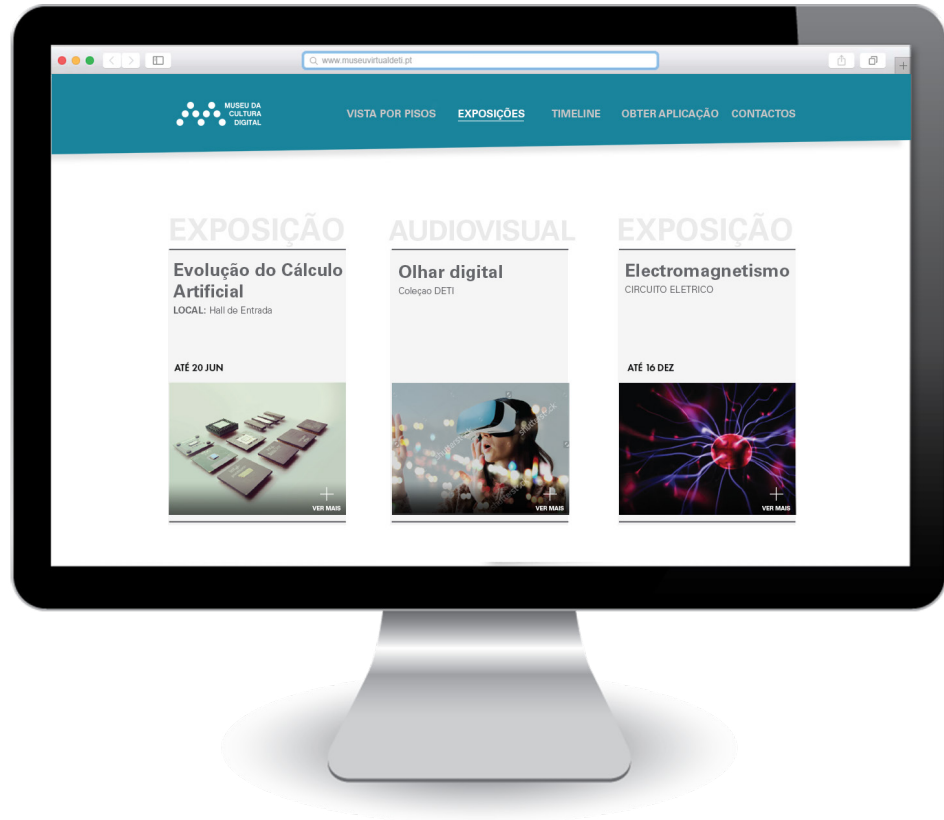 www.museuvirtualdeti.pt
MUSEU DA
CULTURA
DIGITAL
VISTA POR PISOS EXPOSIÇÕES TIMELINE OBTER APLICAÇÃO CONTACTOS
EXPOSIÇÃO
Evolução do Cálculo
Artificial
LOCAL: Hall de Entrada
ATÉ 20 JUN
VER MAIS
AUDIOVISUAL
Olhar digital
Coleçao DETI
VER MAIS
EXPOSIÇÃO
Electromagnetismo
CIRCUITO ELETRICO
ATÉ 16 DEZ
VER MAIS